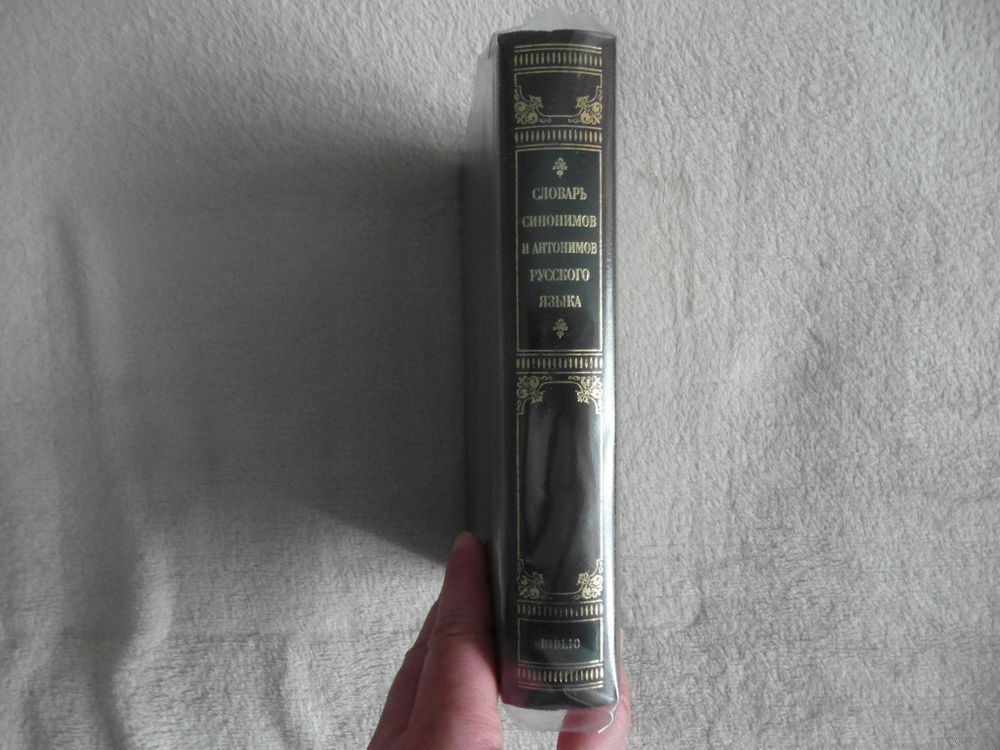 СЛОВАРЬ
СИНОНИМОВ
И АНТОНИМОВ
РУССКОГО
ЯЗЫКА
BIBLIO